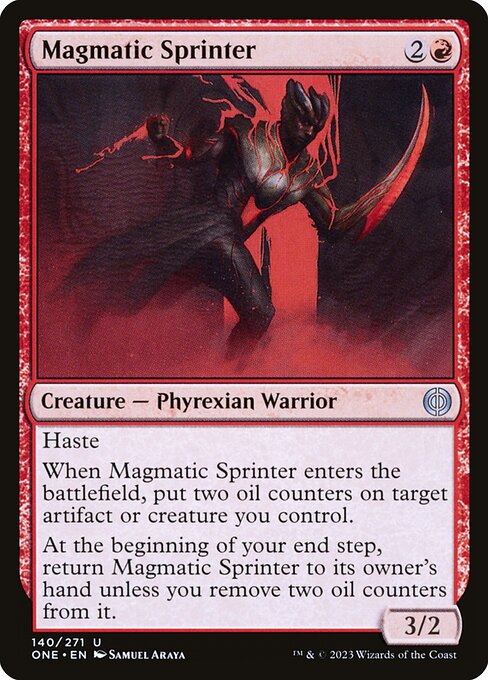 Magmatic Sprinter 2
Creature — Phyrexian Warrior
Haste
When Magmatic Sprinter enters the
battlefield, put two oil counters on target
artifact or creature you control.
At the beginning of your end step,
return Magmatic Sprinter to its owner's
hand unless you remove two oil counters
from it.
3/2
140/271 U
ONE • EN Samuel Araya ™ & © 2023 Wizards of the Coast